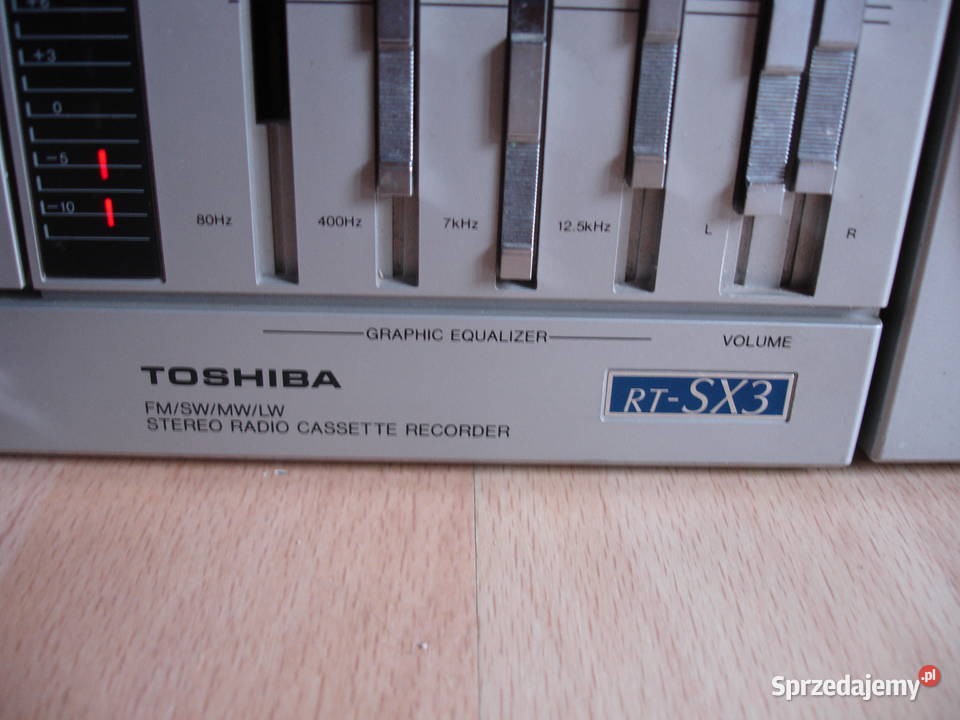 +6
+3
0
-5
-10
80Hz 400Hz 7kHz 12.5kHz L R
GRAPHIC EQUALIZER VOLUME
TOSHIBA
RT-SX3
FM/SW/MW/LW
STEREO RADIO CASSETTE RECORDER
Sprzedajemy.pl